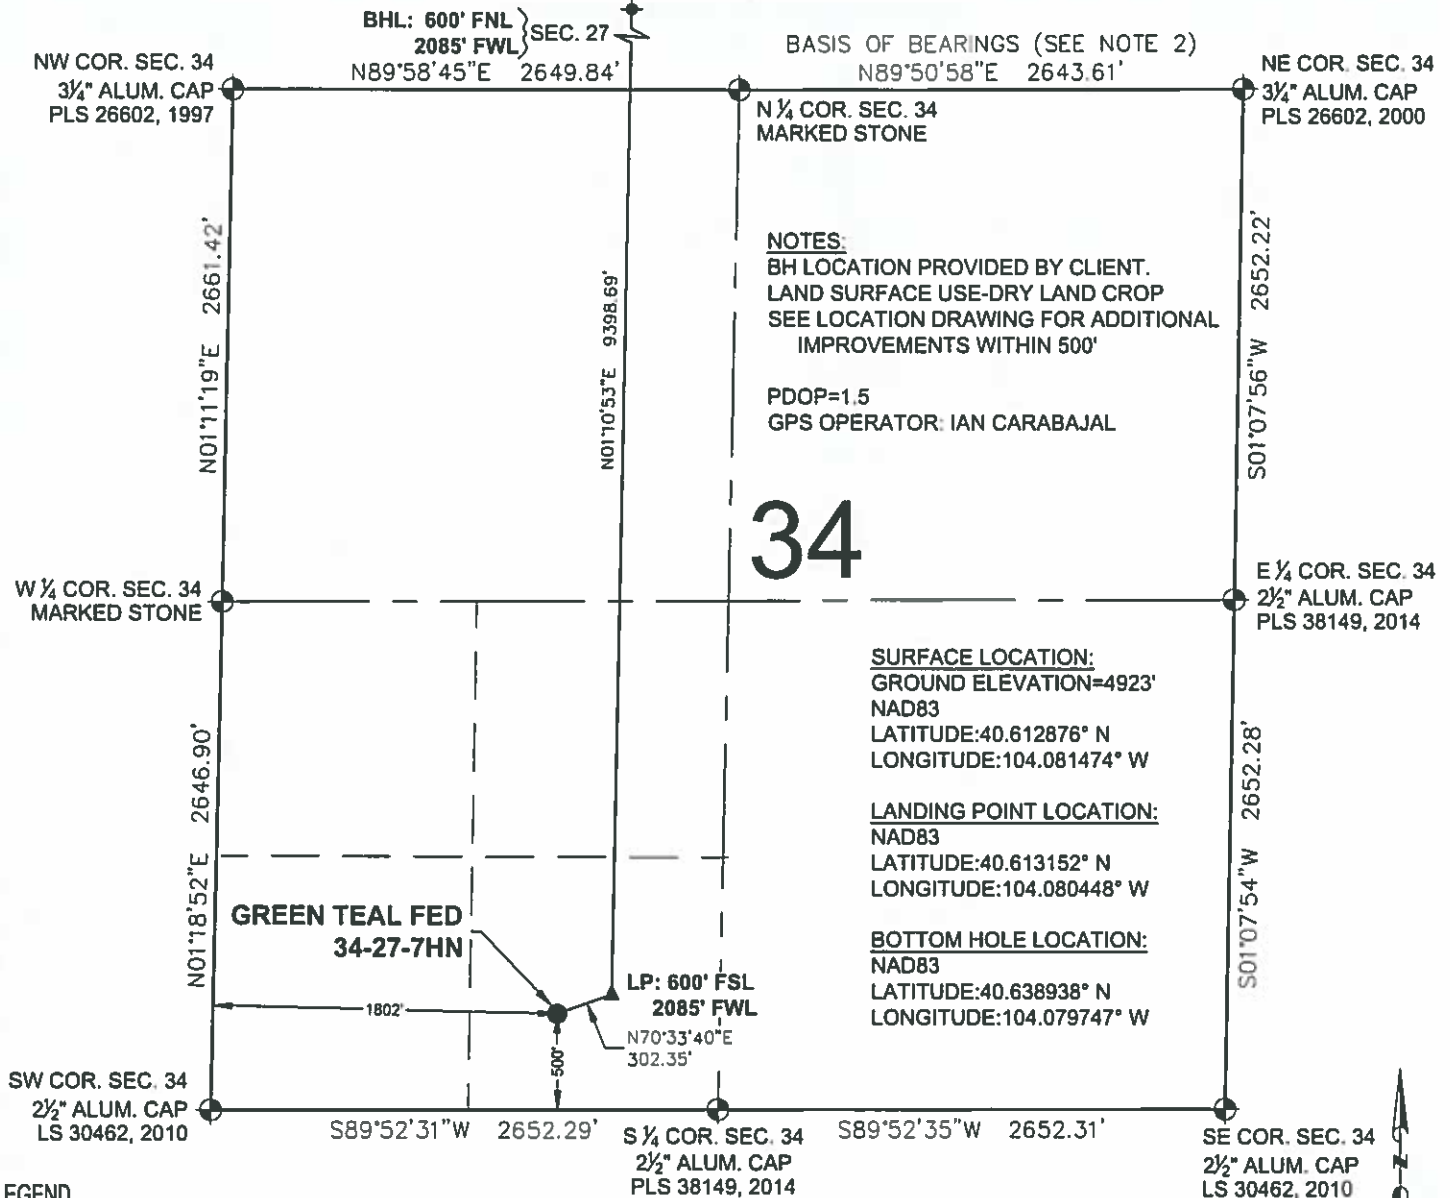 BHL: 600' FNL
2085' FWL
SEC. 27
BASIS OF BEARINGS (SEE NOTE 2)
NW COR. SEC. 34
3¼" ALUM. CAP
PLS 26602, 1997
N89°58'45"E 2649.84'
N89°50'58"E 2643.61'
NE COR. SEC. 34
3¼" ALUM. CAP
PLS 26602, 2000
N ¼ COR. SEC. 34
MARKED STONE
N01°11'19"E 2661.42'
N01°10'53"E 9398.69'
S01°07'56"W 2652.22'
NOTES:
BH LOCATION PROVIDED BY CLIENT.
LAND SURFACE USE-DRY LAND CROP
SEE LOCATION DRAWING FOR ADDITIONAL
IMPROVEMENTS WITHIN 500'
PDOP=1.5
GPS OPERATOR: IAN CARABAJAL
34
W ¼ COR. SEC. 34
MARKED STONE
E ¼ COR. SEC. 34
2½" ALUM. CAP
PLS 38149, 2014
SURFACE LOCATION:
GROUND ELEVATION=4923'
NAD83
LATITUDE:40.612876° N
LONGITUDE:104.081474° W
LANDING POINT LOCATION:
NAD83
LATITUDE:40.613152° N
LONGITUDE:104.080448° W
BOTTOM HOLE LOCATION:
NAD83
LATITUDE:40.638938° N
LONGITUDE:104.079747° W
N01°18'52"E 2646.90'
S01°07'54"W 2652.28'
GREEN TEAL FED
34-27-7HN
LP: 600' FSL
2085' FWL
1802'
N70°33'40"E
302.35'
500'
SW COR. SEC. 34
2½" ALUM. CAP
LS 30462, 2010
S89°52'31"W 2652.29'
S ¼ COR. SEC. 34
2½" ALUM. CAP
PLS 38149, 2014
S89°52'35"W 2652.31'
SE COR. SEC. 34
2½" ALUM. CAP
LS 30462, 2010
N
EGEND